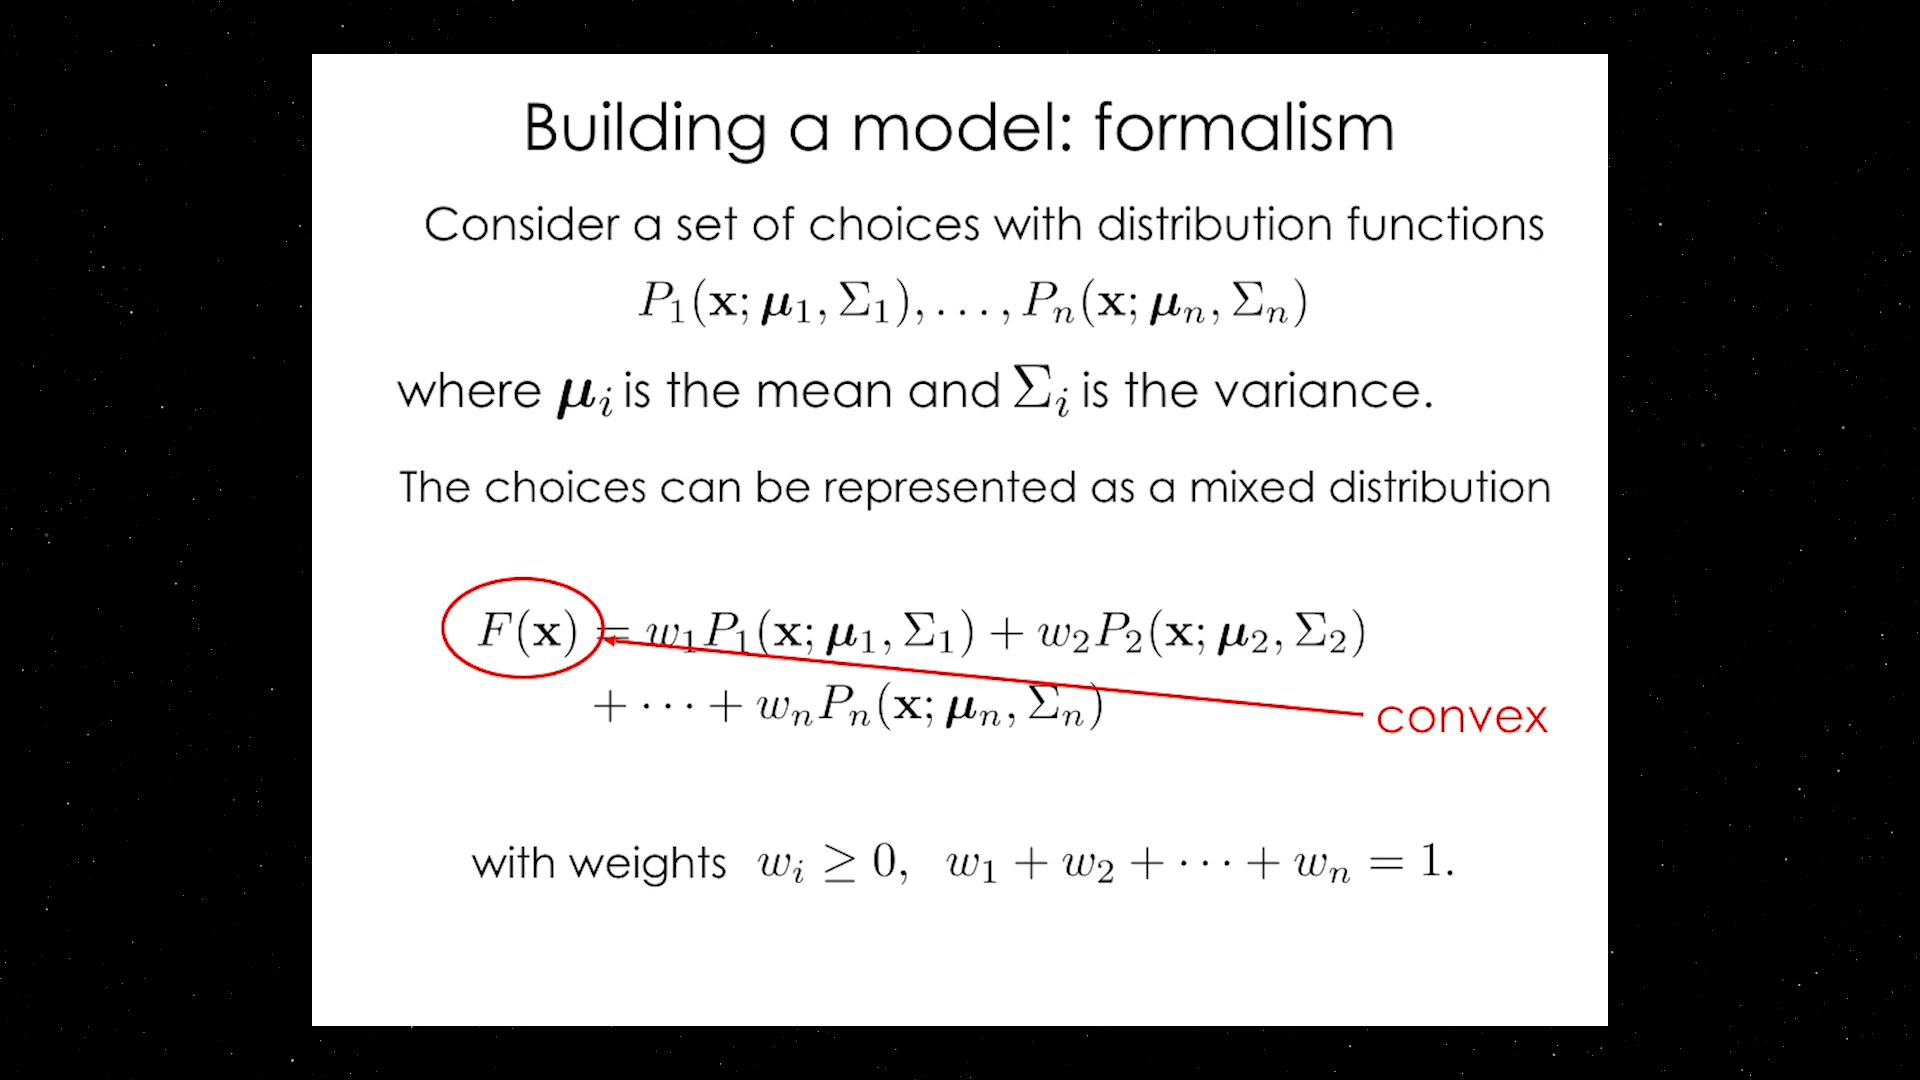 Building a model: formalism
Consider a set of choices with distribution functions
P₁(x; μ₁, Σ₁), . . . , Pₙ(x; μₙ, Σₙ)
where μᵢ is the mean and Σᵢ is the variance.
The choices can be represented as a mixed distribution
F(x) = w₁P₁(x; μ₁, Σ₁) + w₂P₂(x; μ₂, Σ₂)
+ · · · + wₙPₙ(x; μₙ, Σₙ)
convex
with weights wᵢ ≥ 0, w₁ + w₂ + · · · + wₙ = 1.